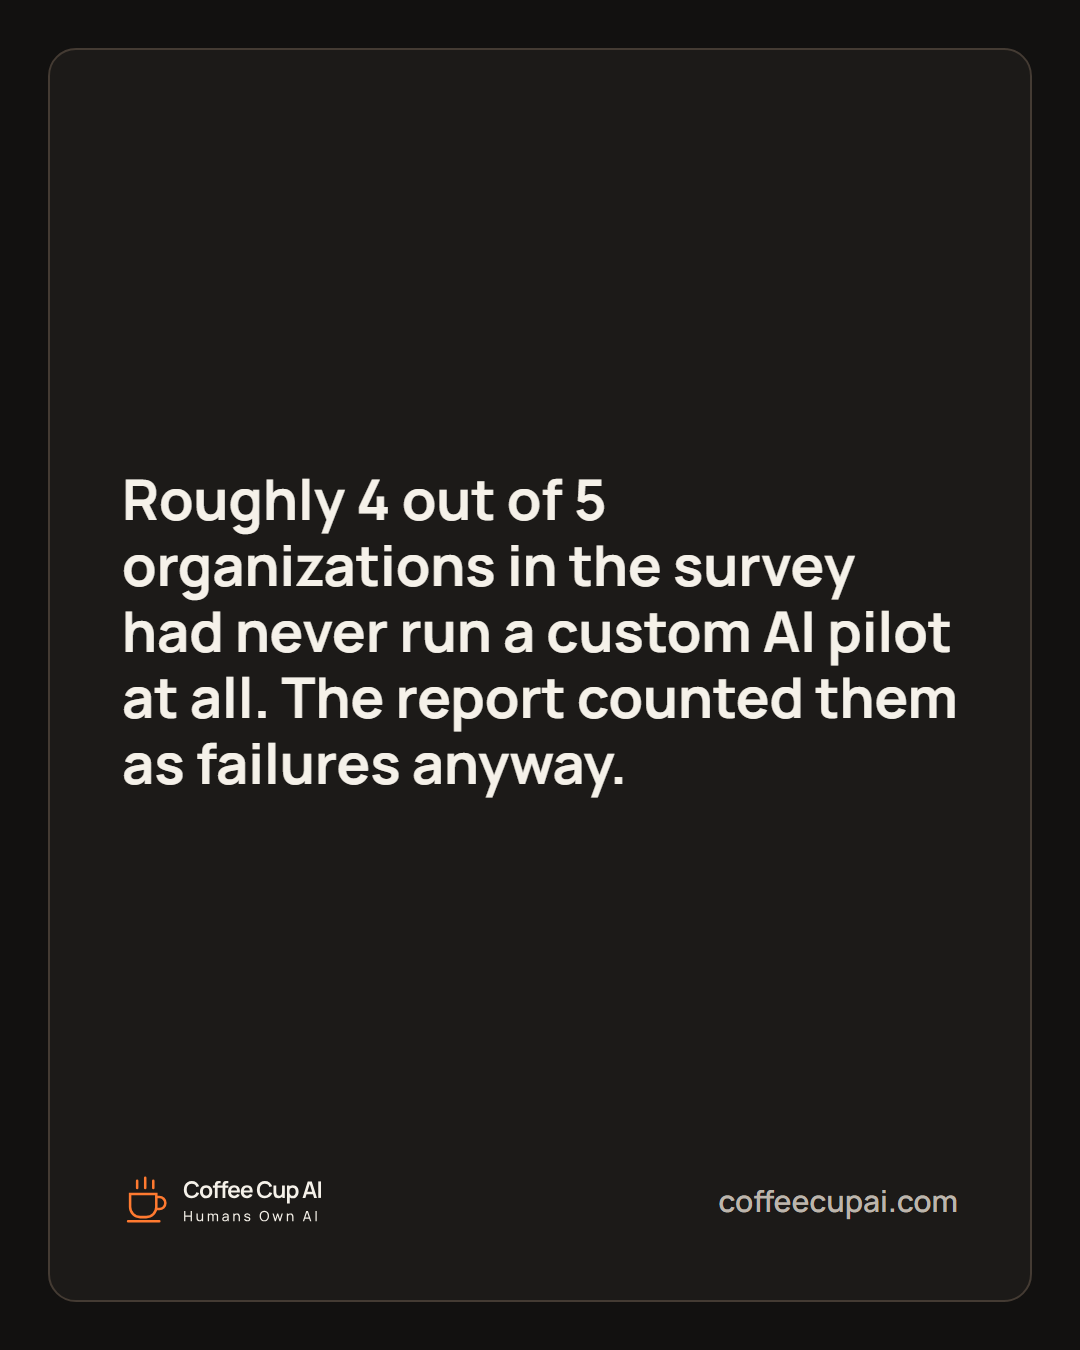 Roughly 4 out of 5
organizations in the survey
had never run a custom AI pilot
at all. The report counted them
as failures anyway.
Coffee Cup AI
Humans Own AI
coffeecupai.com